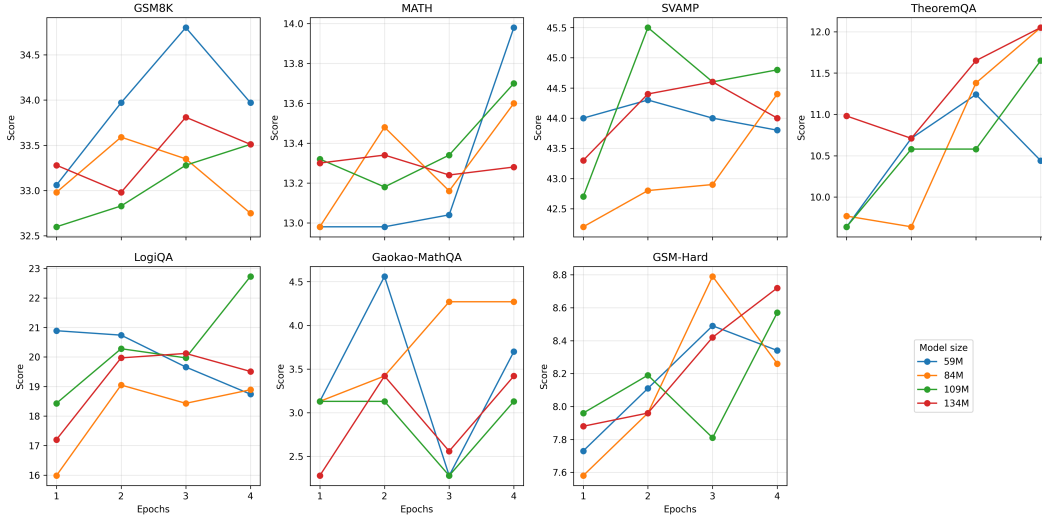 GSM8K
MATH
SVAMP
TheoremQA
Score
34.5
34.0
33.5
33.0
32.5
Score
14.0
13.8
13.6
13.4
13.2
13.0
Score
45.5
45.0
44.5
44.0
43.5
43.0
42.5
Score
12.0
11.5
11.0
10.5
10.0
LogiQA
Gaokao-MathQA
GSM-Hard
Score
23
22
21
20
19
18
17
16
1 2 3 4
Epochs
Score
4.5
4.0
3.5
3.0
2.5
1 2 3 4
Epochs
Score
8.8
8.6
8.4
8.2
8.0
7.8
7.6
1 2 3 4
Epochs
Model size
59M
84M
109M
134M